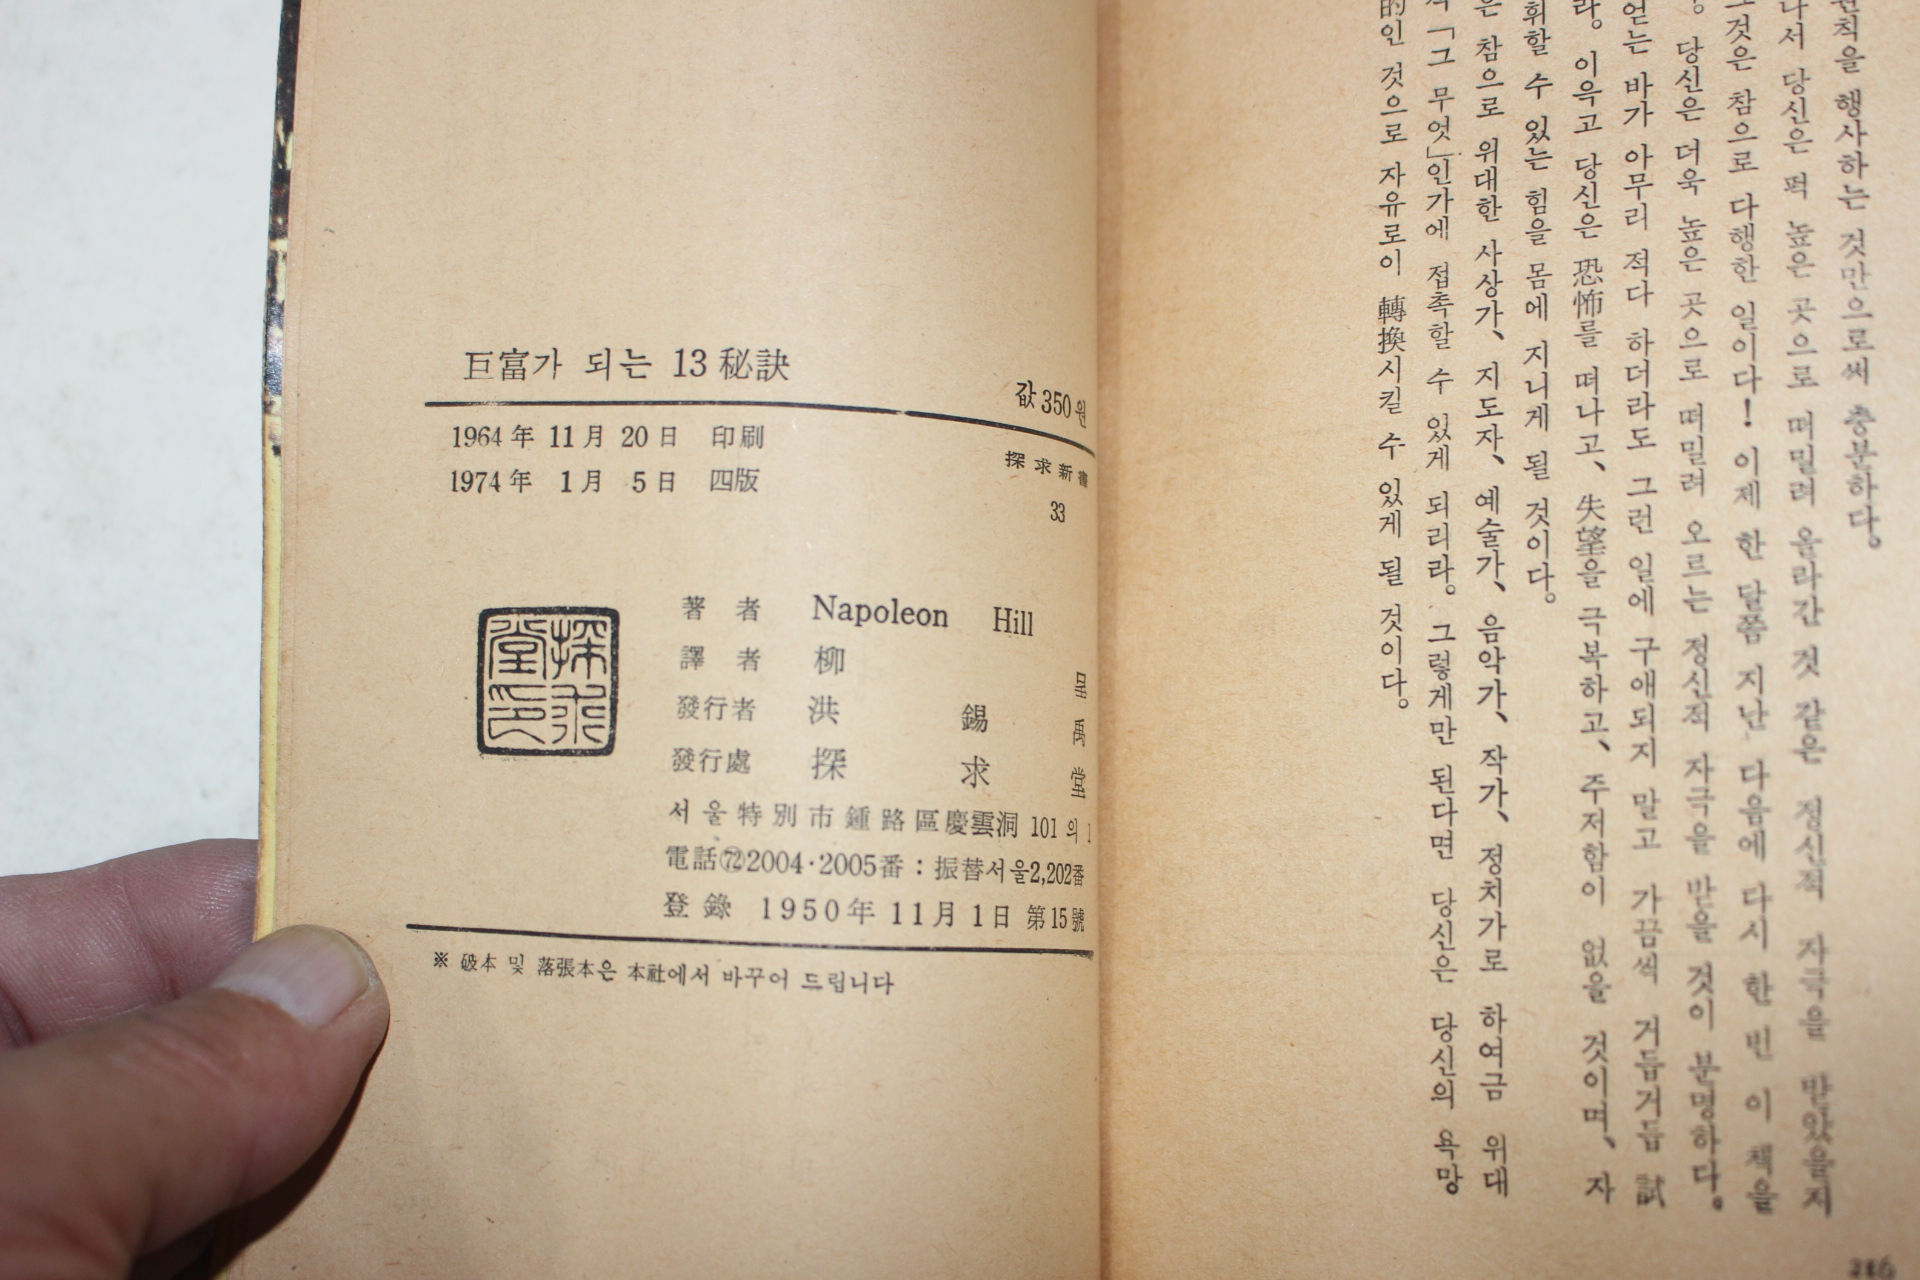 원칙을 행사하는 것만으로써 충분하다。
나서 당신은 퍽 높은 곳으로 떠밀려 올라간 것 같은 정신적 자극을 받았을지
그것은 참으로 다행한 일이다! 이제 한 달쯤 지난 다음에 다시 한 번 이 책을
。당신은 더욱 높은 곳으로 떠밀려 오르는 정신적 자극을 받을 것이 분명하다。
얻는 바가 아무리 적다 하더라도 그런 일에 구애되지 말고 가끔씩 거듭거듭 試
라。이윽고 당신은 恐怖를 떠나고、失望을 극복하고、주저함이 없을 것이며、자
휘할 수 있는 힘을 몸에 지니게 될 것이다。
은 참으로 위대한 사상가、지도자、예술가、음악가、작가、정치가로 하여금 위대
「그 무엇」인가에 접촉할 수 있게 되리라。그렇게만 된다면 당신은 당신의 욕망
的인 것으로 자유로이 轉換시킬 수 있게 될 것이다。
巨富가 되는 13 秘訣
값 350 원
1964 年 11 月 20 日 印刷
1974 年 1 月 5 日 四版
探求新書
33
著者 Napoleon Hill
譯者 柳 呈
發行者 洪 錫 禹
發行處 探 求 堂
서울特別市鍾路區慶雲洞 101 의 1
電話㊆2004·2005番：振替서울2,202番
登錄 1950年 11月 1日 第15號
※ 破本 및 落張本은 本社에서 바꾸어 드립니다
探求堂印